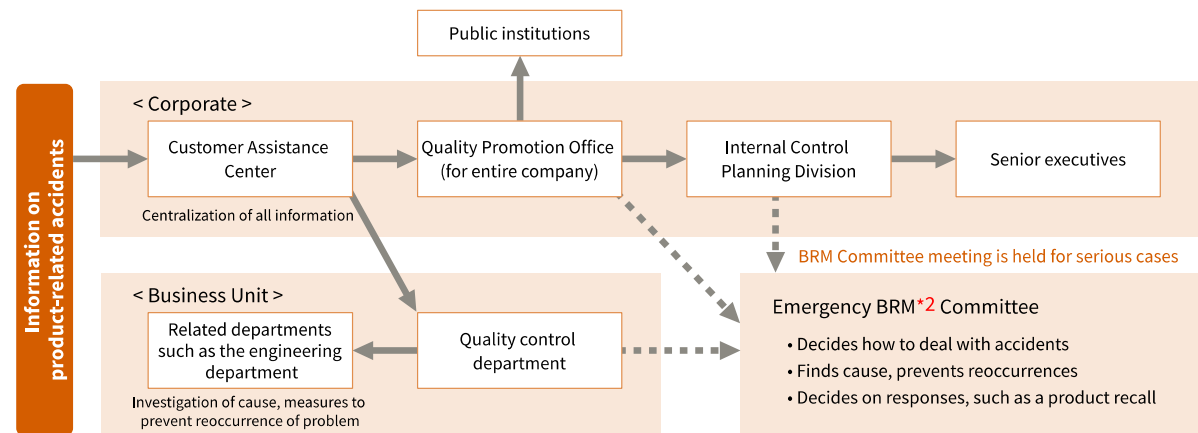 Public institutions
Information on
product-related accidents
< Corporate >
Customer Assistance
Center
Centralization of all information
Quality Promotion Office
(for entire company)
Internal Control
Planning Division
Senior executives
BRM Committee meeting is held for serious cases
< Business Unit >
Related departments
such as the engineering
department
Investigation of cause, measures to
prevent reoccurrence of problem
Quality control
department
Emergency BRM*2 Committee
• Decides how to deal with accidents
• Finds cause, prevents reoccurrences
• Decides on responses, such as a product recall